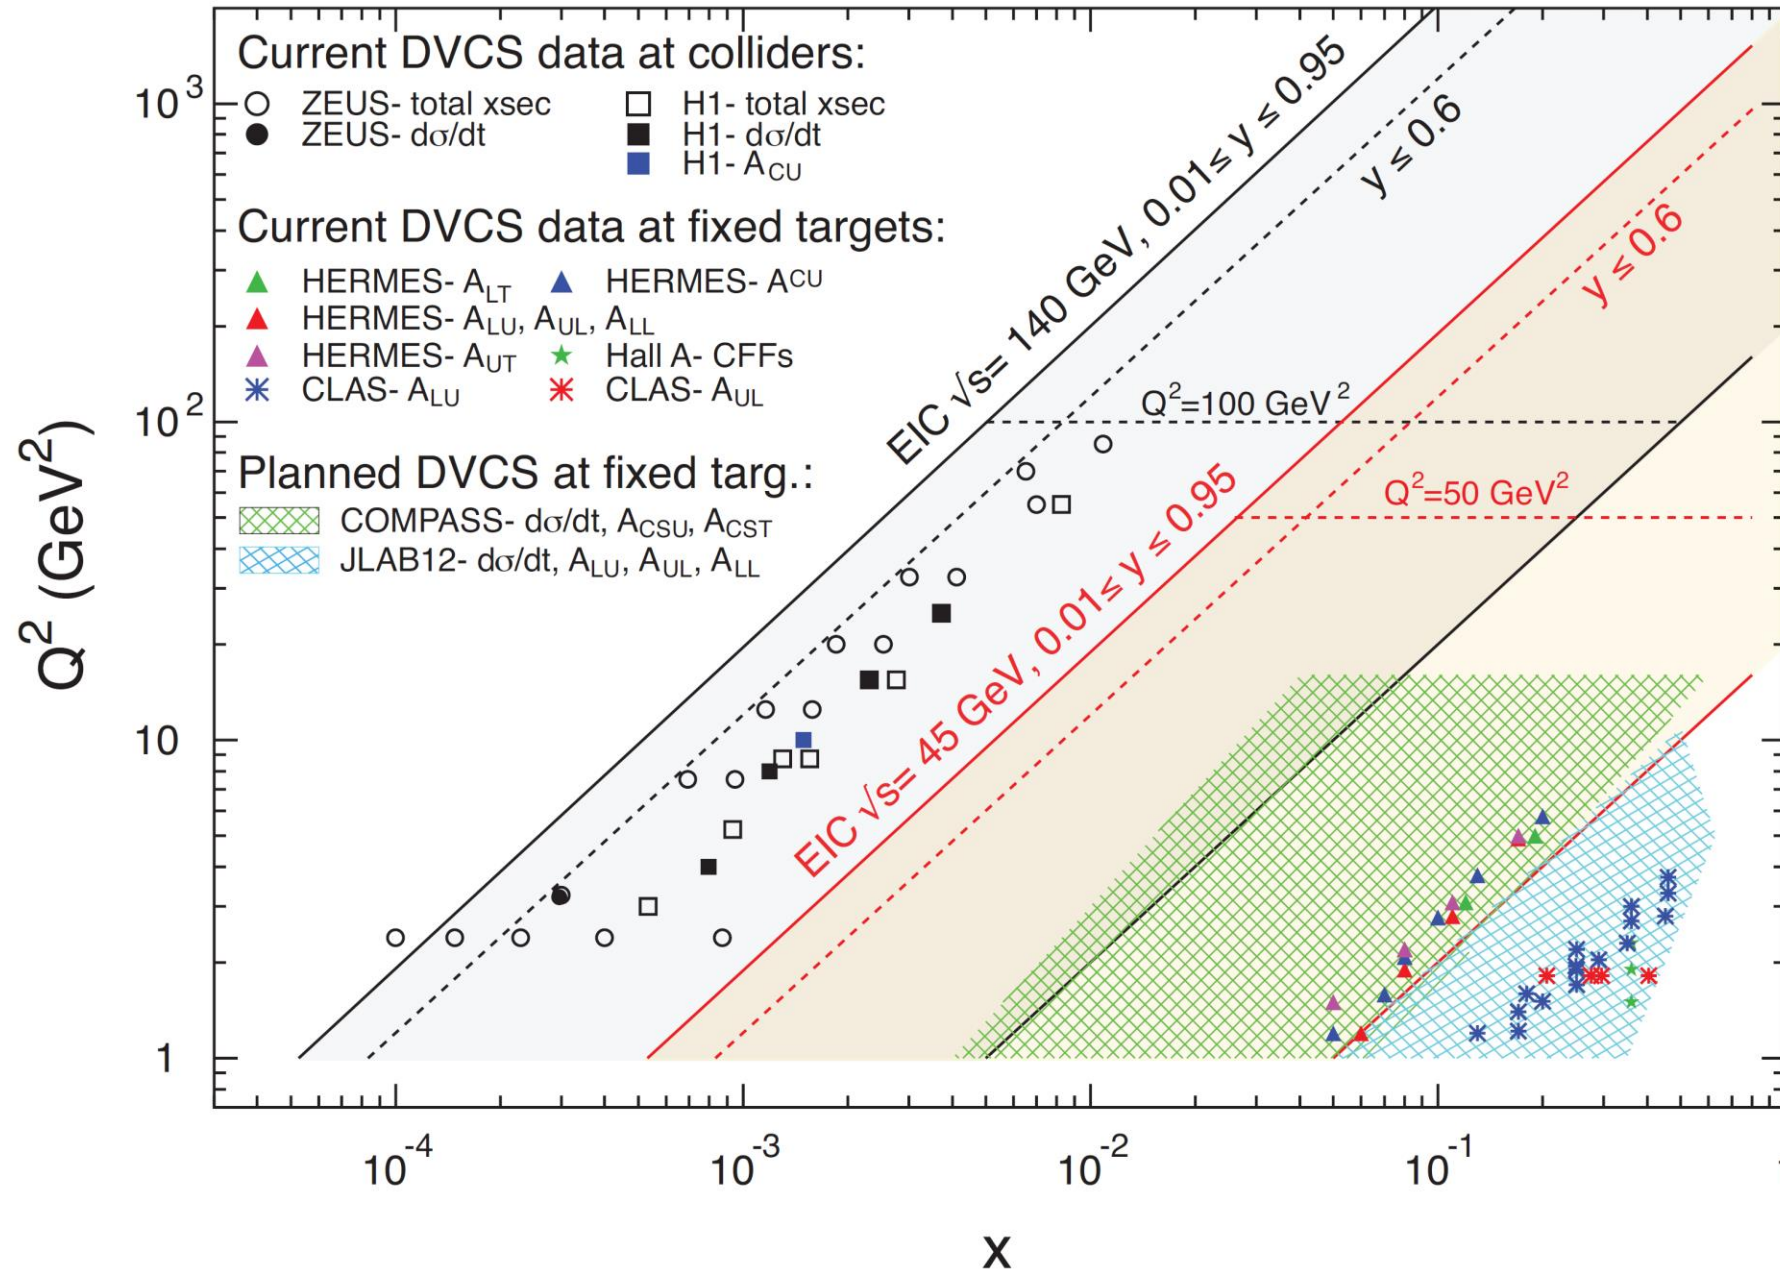 Current DVCS data at colliders:
ZEUS- total xsec
H1- total xsec
ZEUS- dσ/dt
H1- dσ/dt
H1- A_CU
Current DVCS data at fixed targets:
HERMES- A_LT
HERMES- A^CU
HERMES- A_LU, A_UL, A_LL
HERMES- A_UT
Hall A- CFFs
CLAS- A_LU
CLAS- A_UL
Planned DVCS at fixed targ.:
COMPASS- dσ/dt, A_CSU, A_CST
JLAB12- dσ/dt, A_LU, A_UL, A_LL
EIC √s= 140 GeV, 0.01≤ y ≤ 0.95
y ≤ 0.6
y ≤ 0.6
Q²=100 GeV²
Q²=50 GeV²
EIC √s= 45 GeV, 0.01≤ y ≤ 0.95
Q² (GeV²)
10³
10²
10
1
10⁻⁴
10⁻³
10⁻²
10⁻¹
x